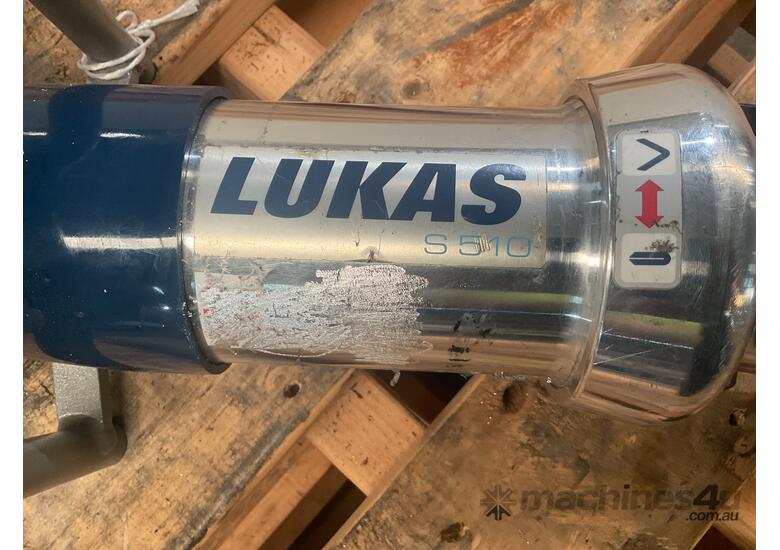 LUKAS
S 510
machines4u
.com.au